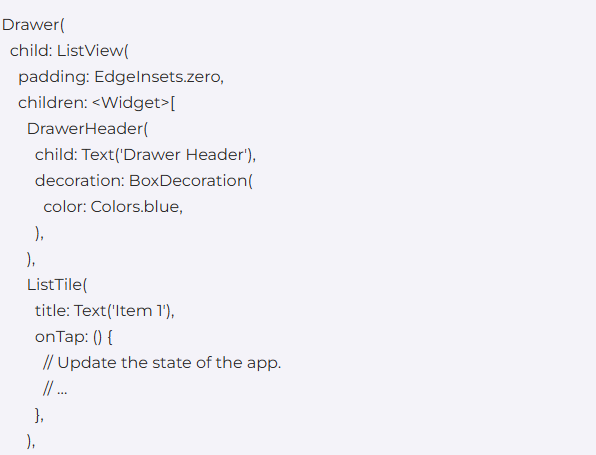 Drawer(
child: ListView(
padding: EdgeInsets.zero,
children: <Widget>[
DrawerHeader(
child: Text('Drawer Header'),
decoration: BoxDecoration(
color: Colors.blue,
),
),
ListTile(
title: Text('Item 1'),
onTap: () {
// Update the state of the app.
// ...
},
),